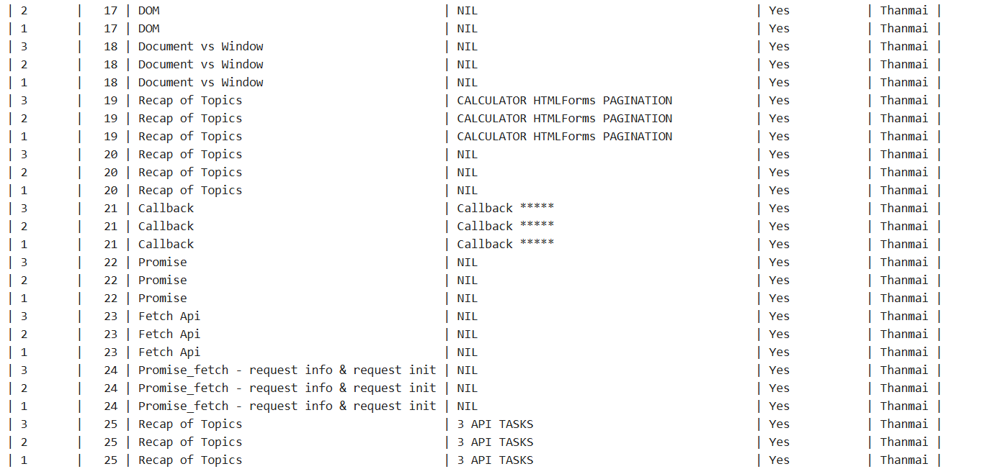 | 2 | 17 | DOM | NIL | Yes | Thanmai |
| 1 | 17 | DOM | NIL | Yes | Thanmai |
| 3 | 18 | Document vs Window | NIL | Yes | Thanmai |
| 2 | 18 | Document vs Window | NIL | Yes | Thanmai |
| 1 | 18 | Document vs Window | NIL | Yes | Thanmai |
| 3 | 19 | Recap of Topics | CALCULATOR HTMLForms PAGINATION | Yes | Thanmai |
| 2 | 19 | Recap of Topics | CALCULATOR HTMLForms PAGINATION | Yes | Thanmai |
| 1 | 19 | Recap of Topics | CALCULATOR HTMLForms PAGINATION | Yes | Thanmai |
| 3 | 20 | Recap of Topics | NIL | Yes | Thanmai |
| 2 | 20 | Recap of Topics | NIL | Yes | Thanmai |
| 1 | 20 | Recap of Topics | NIL | Yes | Thanmai |
| 3 | 21 | Callback | Callback ***** | Yes | Thanmai |
| 2 | 21 | Callback | Callback ***** | Yes | Thanmai |
| 1 | 21 | Callback | Callback ***** | Yes | Thanmai |
| 3 | 22 | Promise | NIL | Yes | Thanmai |
| 2 | 22 | Promise | NIL | Yes | Thanmai |
| 1 | 22 | Promise | NIL | Yes | Thanmai |
| 3 | 23 | Fetch Api | NIL | Yes | Thanmai |
| 2 | 23 | Fetch Api | NIL | Yes | Thanmai |
| 1 | 23 | Fetch Api | NIL | Yes | Thanmai |
| 3 | 24 | Promise_fetch - request info & request init | NIL | Yes | Thanmai |
| 2 | 24 | Promise_fetch - request info & request init | NIL | Yes | Thanmai |
| 1 | 24 | Promise_fetch - request info & request init | NIL | Yes | Thanmai |
| 3 | 25 | Recap of Topics | 3 API TASKS | Yes | Thanmai |
| 2 | 25 | Recap of Topics | 3 API TASKS | Yes | Thanmai |
| 1 | 25 | Recap of Topics | 3 API TASKS | Yes | Thanmai |